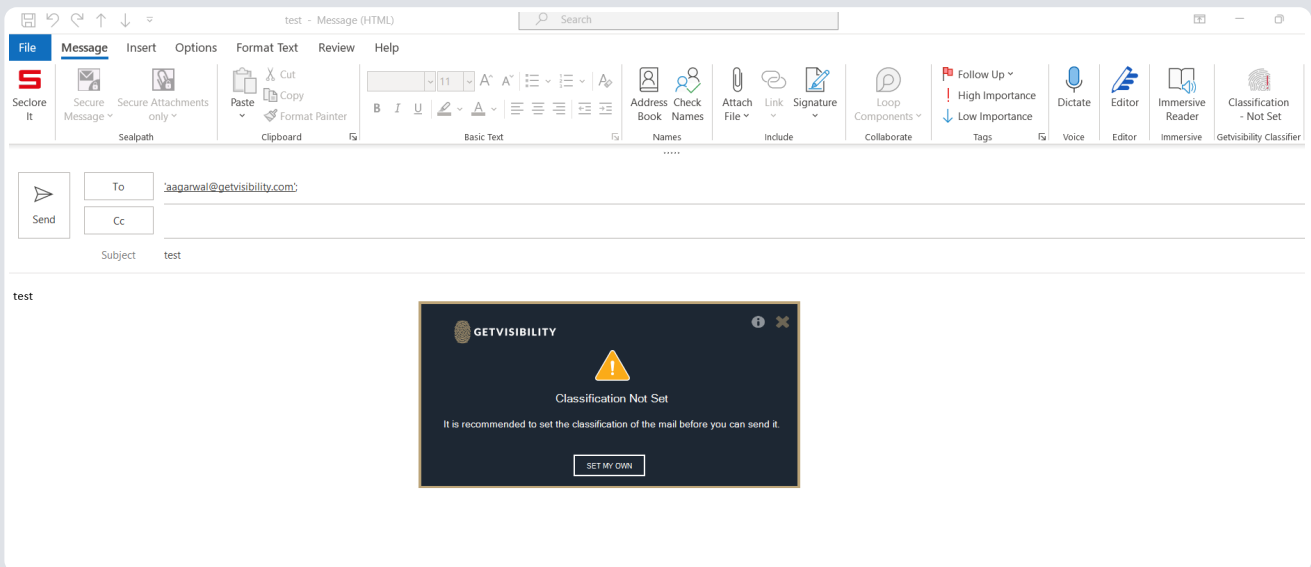 test - Message (HTML)
Search
File Message Insert Options Format Text Review Help
Seclore It
Secure Message
Secure Attachments only
Sealpath
Paste
Cut
Copy
Format Painter
Clipboard
11
B I U
Basic Text
Address Book
Check Names
Names
Attach File
Link
Signature
Include
Loop Components
Collaborate
Follow Up
High Importance
Low Importance
Tags
Dictate
Voice
Editor
Editor
Immersive Reader
Immersive
Classification - Not Set
Getvisibility Classifier
Send
To
'aagarwal@getvisibility.com';
Cc
Subject
test
test
GETVISIBILITY
Classification Not Set
It is recommended to set the classification of the mail before you can send it.
SET MY OWN